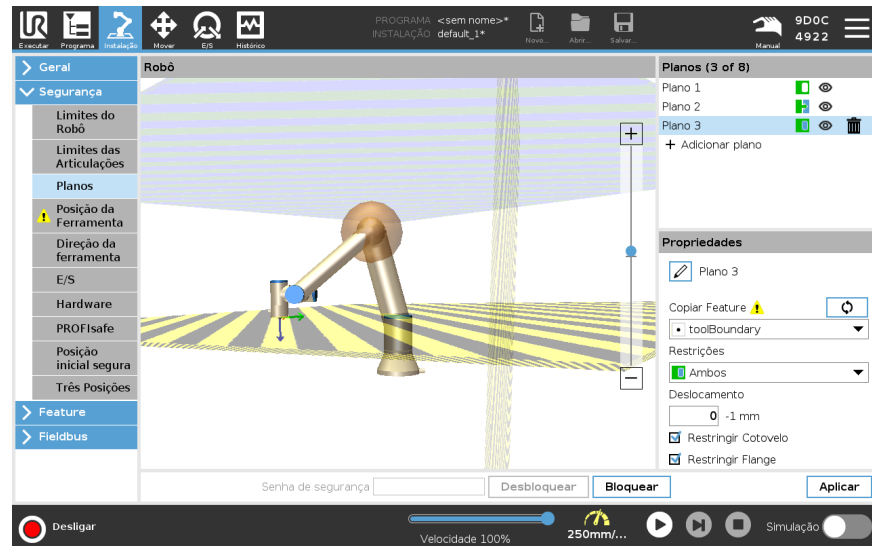 PROGRAMA <sem nome>*
INSTALAÇÃO default_1*
Executar
Programa
Instalação
Mover
E/S
Histórico
Novo...
Abrir...
Salvar...
Manual
9D0C
4922
Geral
Segurança
Limites do
Robô
Limites das
Articulações
Planos
Posição da
Ferramenta
Direção da
ferramenta
E/S
Hardware
PROFIsafe
Posição
inicial segura
Três Posições
Feature
Fieldbus
Robô
Planos (3 of 8)
Plano 1
Plano 2
Plano 3
+ Adicionar plano
Propriedades
Plano 3
Copiar Feature
toolBoundary
Restrições
Ambos
Deslocamento
0 -1 mm
Restringir Cotovelo
Restringir Flange
Senha de segurança
Desbloquear
Bloquear
Aplicar
Desligar
Velocidade 100%
250mm/...
Simulação